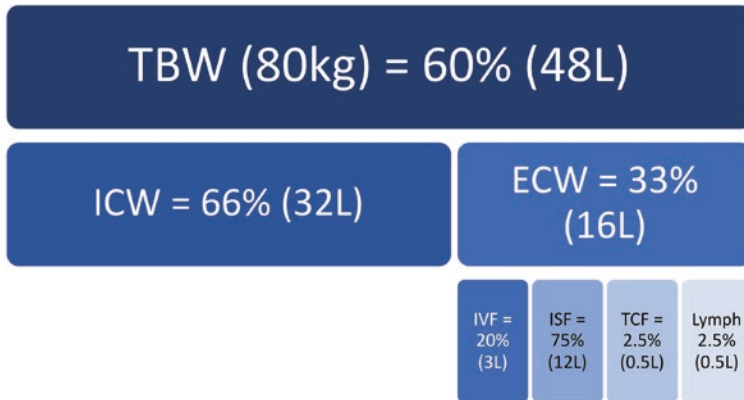 TBW (80kg) = 60% (48L)
ICW = 66% (32L)
ECW = 33%
(16L)
IVF =
20%
(3L)
ISF =
75%
(12L)
TCF =
2.5%
(0.5L)
Lymph
2.5%
(0.5L)